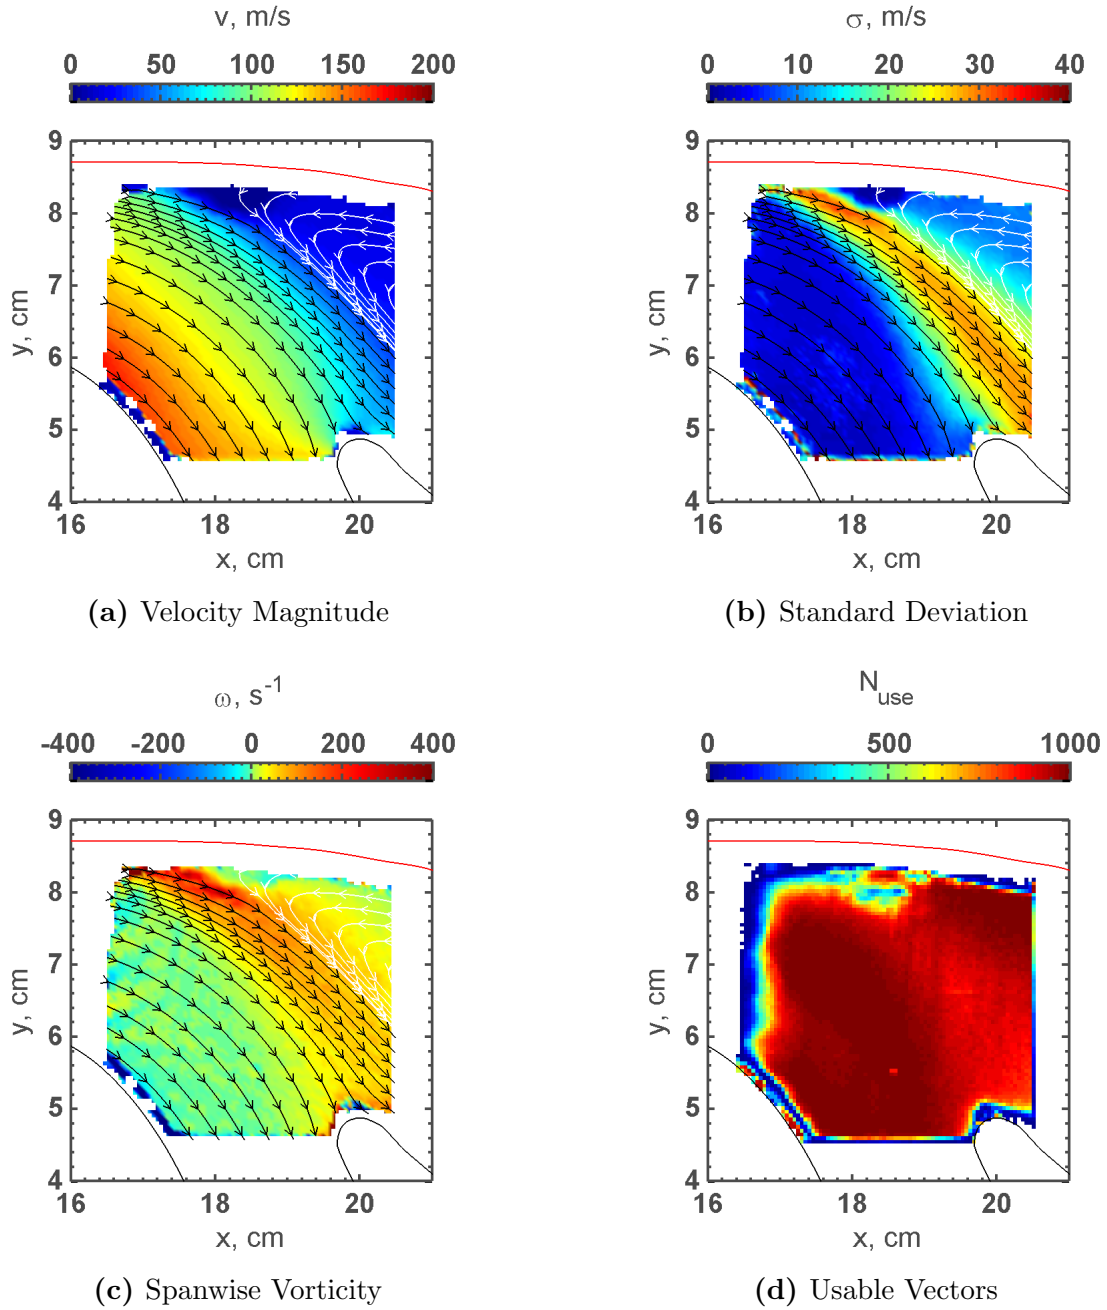 v, m/s
0 50 100 150 200
σ, m/s
0 10 20 30 40
9
8
7
6
5
4
y, cm
16 18 20
x, cm
9
8
7
6
5
4
y, cm
16 18 20
x, cm
(a) Velocity Magnitude
(b) Standard Deviation
ω, s⁻¹
-400 -200 0 200 400
N_use
0 500 1000
9
8
7
6
5
4
y, cm
16 18 20
x, cm
9
8
7
6
5
4
y, cm
16 18 20
x, cm
(c) Spanwise Vorticity
(d) Usable Vectors